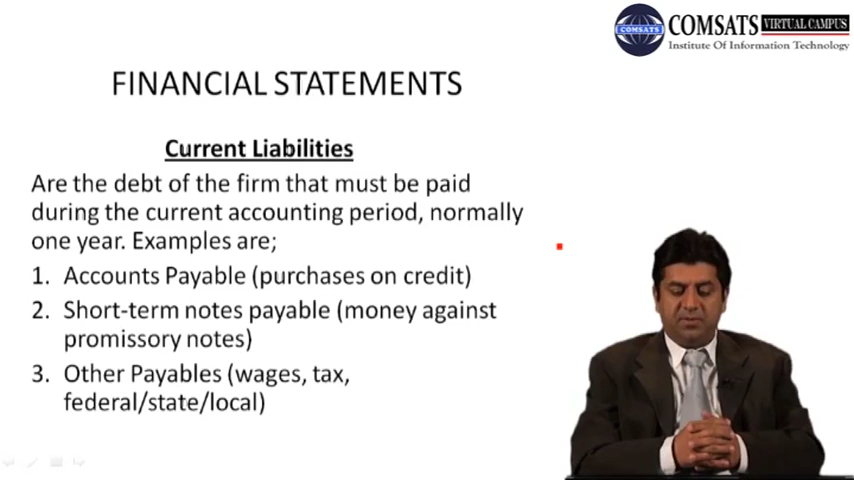 COMSATS VIRTUAL CAMPUS
COMSATS
Institute Of Information Technology
FINANCIAL STATEMENTS
Current Liabilities
Are the debt of the firm that must be paid
during the current accounting period, normally
one year. Examples are;
1. Accounts Payable (purchases on credit)
2. Short-term notes payable (money against
promissory notes)
3. Other Payables (wages, tax,
federal/state/local)